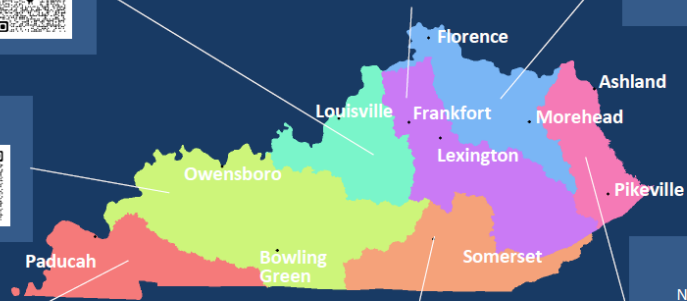 Florence
Ashland
Louisville
Frankfort
Morehead
Lexington
Owensboro
Pikeville
Bowling
Green
Somerset
Paducah
N